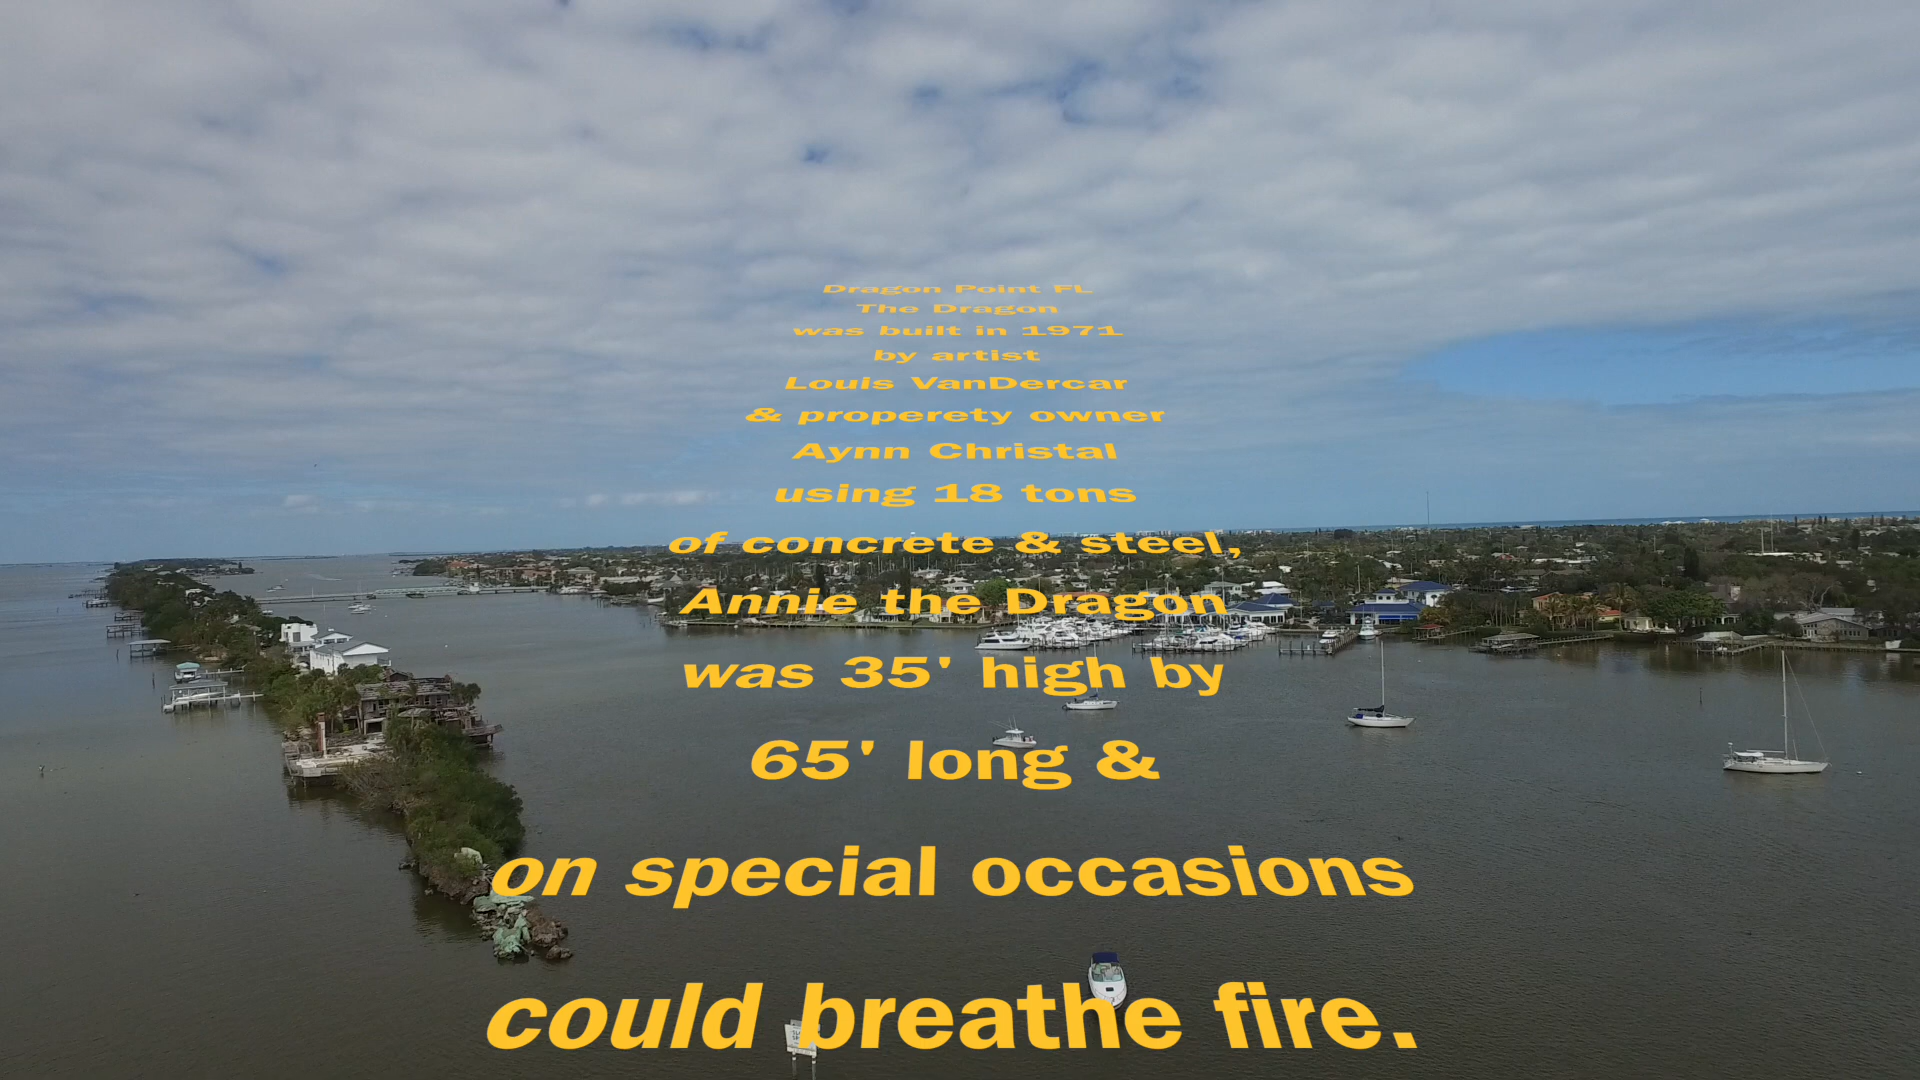 Dragon Point FL
The Dragon
was built in 1971
by artist
Louis VanDercar
& properety owner
Aynn Christal
using 18 tons
of concrete & steel,
Annie the Dragon
was 35' high by
65' long &
on special occasions
could breathe fire.